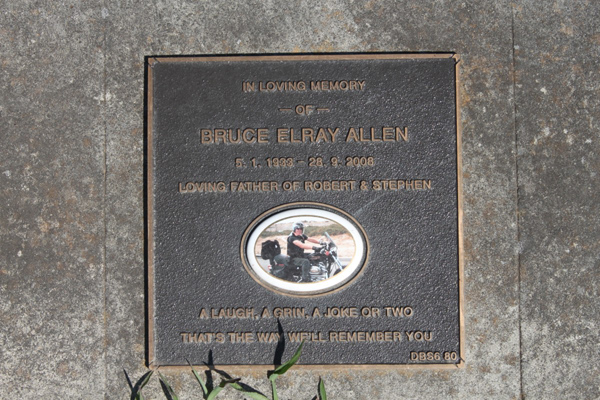 IN LOVING MEMORY
— OF —
BRUCE ELRAY ALLEN
5. 1. 1933 - 28. 9. 2008
LOVING FATHER OF ROBERT & STEPHEN
A LAUGH, A GRIN, A JOKE OR TWO
THAT'S THE WAY WE'LL REMEMBER YOU
DBS6 80